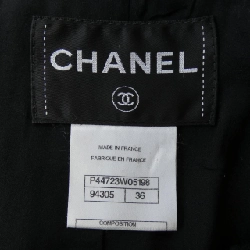 CHANEL
MADE IN FRANCE
FABRIQUE EN FRANCE
P44723W05196
94305 36
COMPOSITION